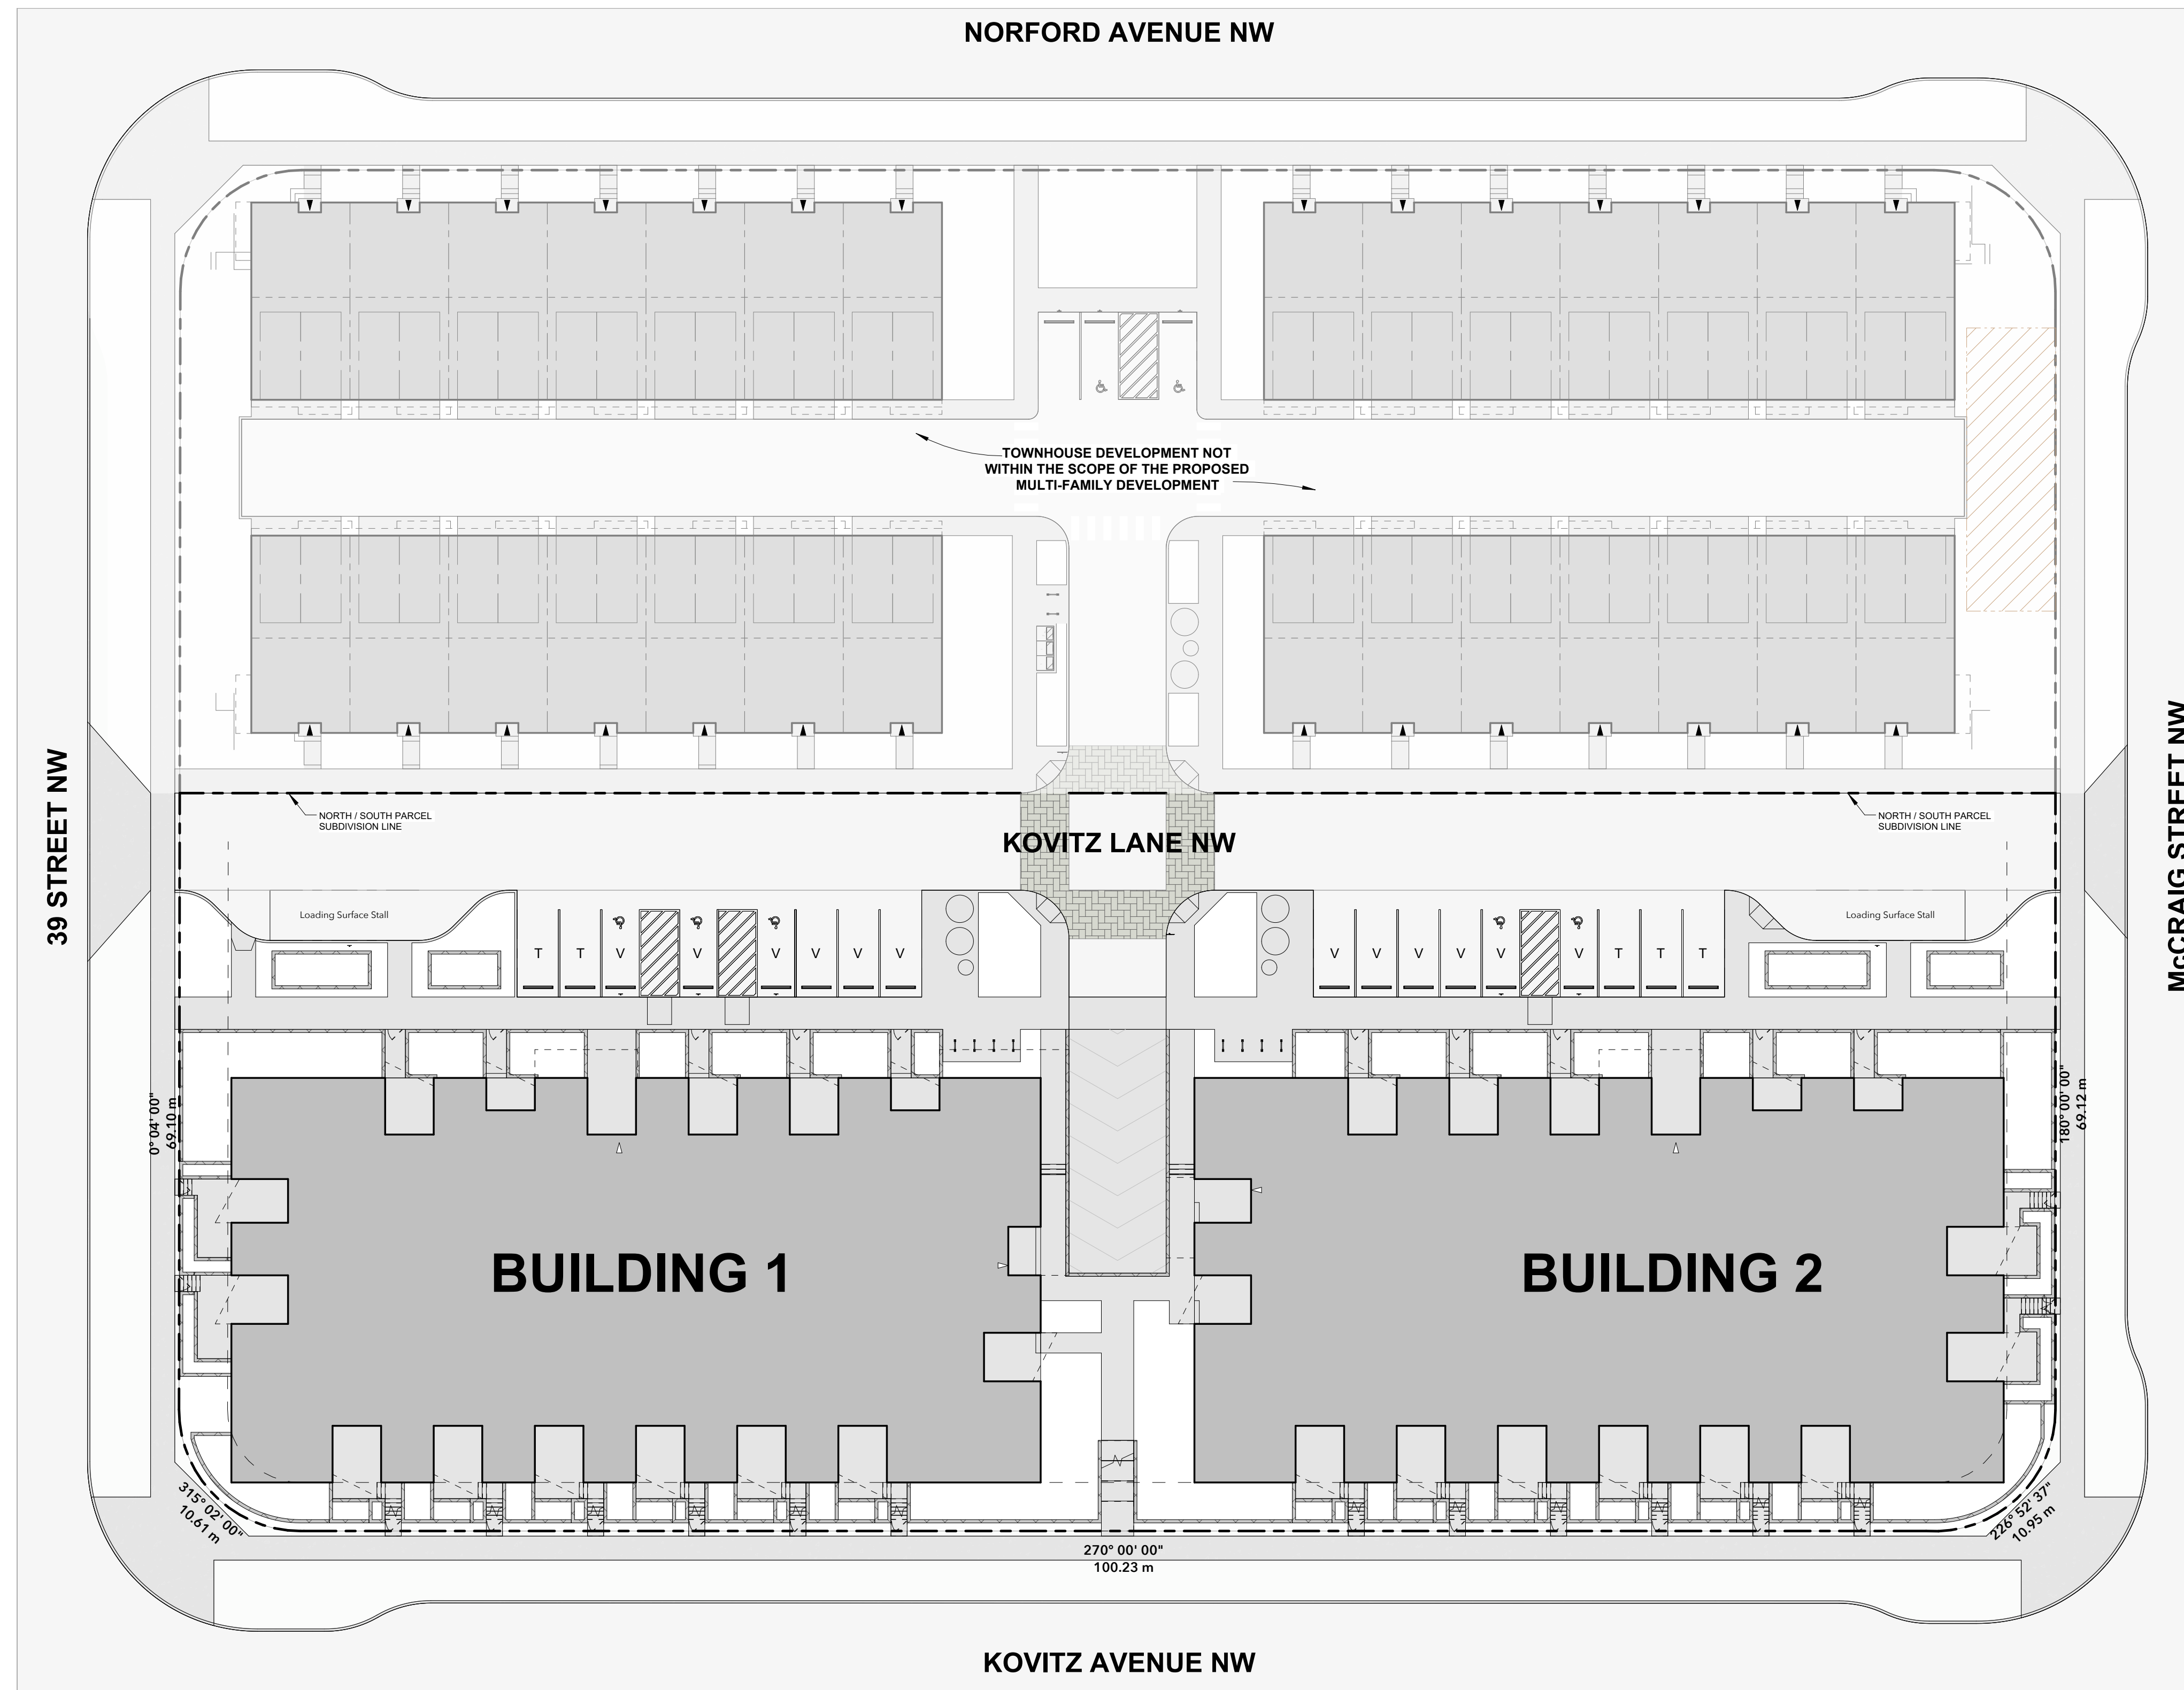 NORFORD AVENUE NW
TOWNHOUSE DEVELOPMENT NOT
WITHIN THE SCOPE OF THE PROPOSED
MULTI-FAMILY DEVELOPMENT
39 STREET NW
McCRAIG STREET NW
NORTH / SOUTH PARCEL
SUBDIVISION LINE
NORTH / SOUTH PARCEL
SUBDIVISION LINE
KOVITZ LANE NW
Loading Surface Stall
Loading Surface Stall
T T V V V V V V
V V V V V V T T T
0° 04' 00"
69.10 m
180° 00' 00"
69.12 m
BUILDING 1
BUILDING 2
315° 02' 00"
10.61 m
226° 52' 37"
10.95 m
270° 00' 00"
100.23 m
KOVITZ AVENUE NW